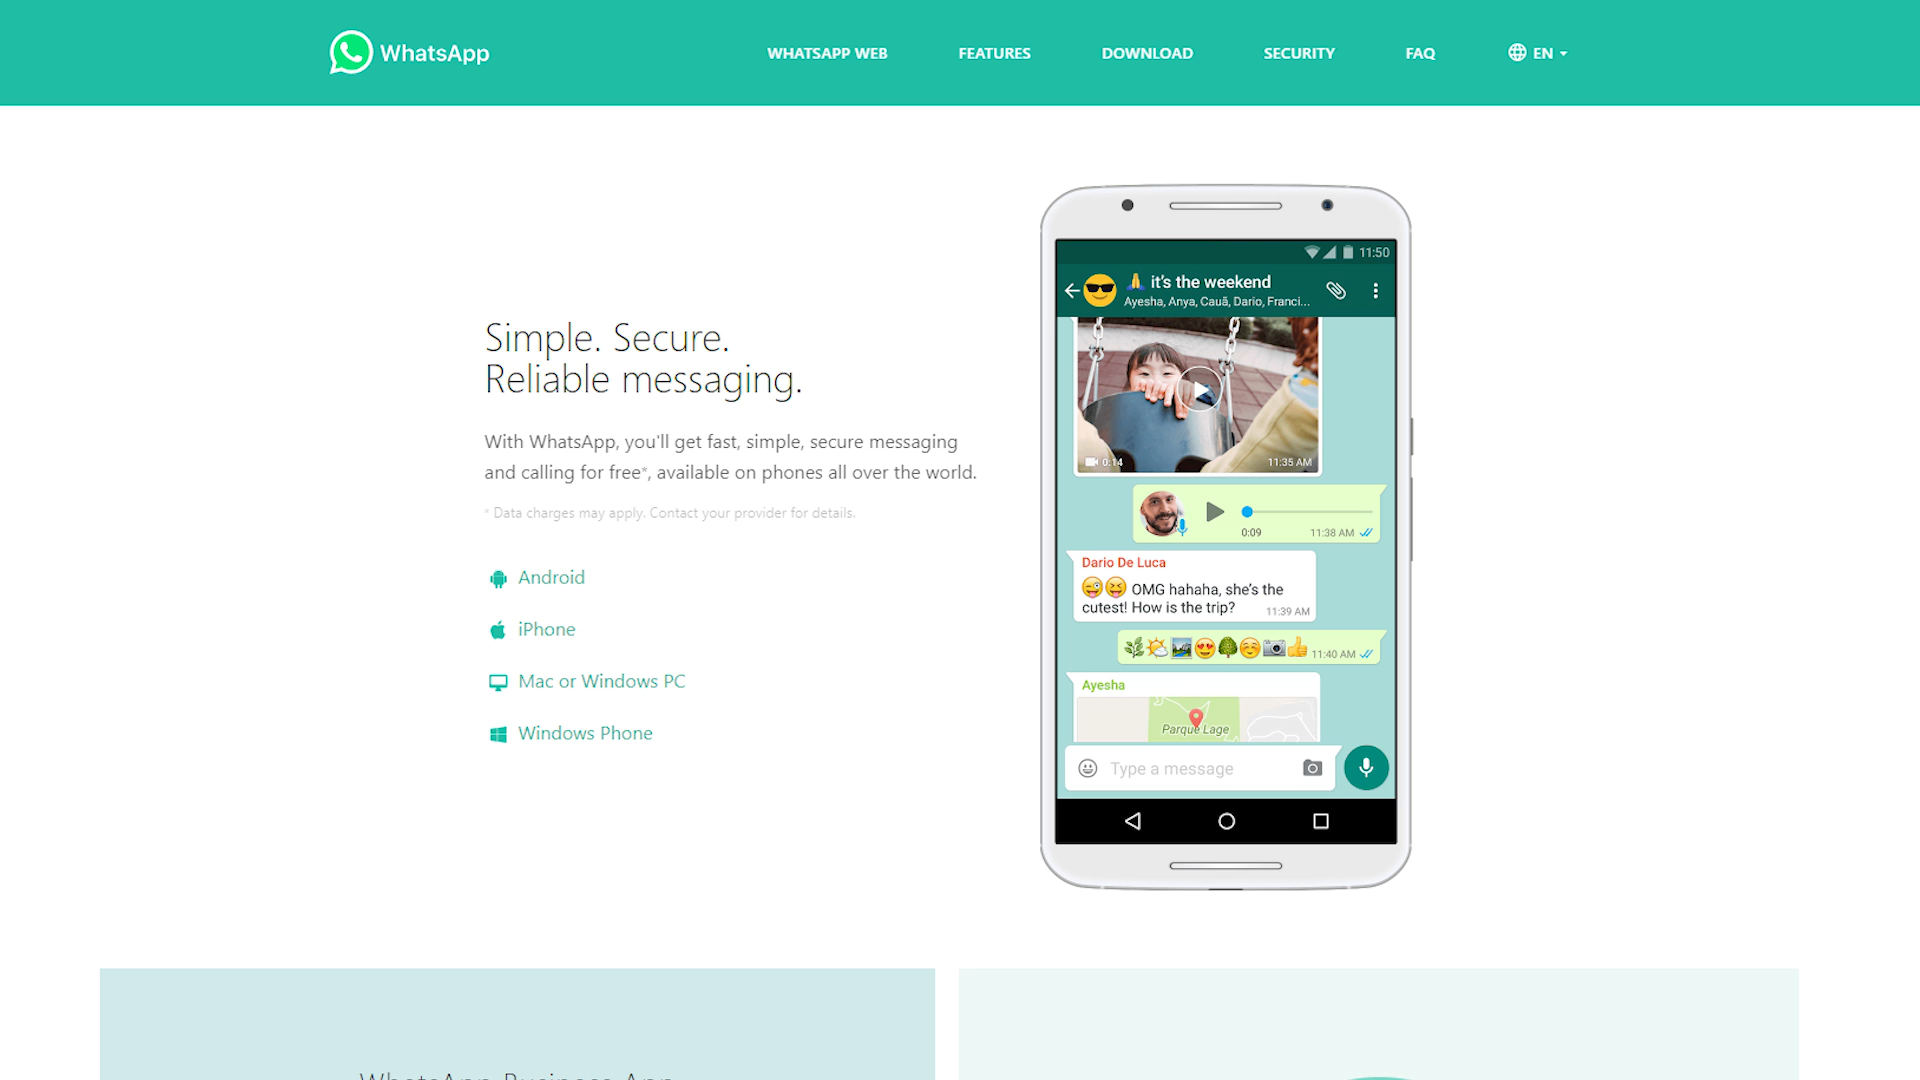 WhatsApp
WHATSAPP WEB
FEATURES
DOWNLOAD
SECURITY
FAQ
EN
Simple. Secure.
Reliable messaging.
With WhatsApp, you'll get fast, simple, secure messaging
and calling for free*, available on phones all over the world.
* Data charges may apply. Contact your provider for details.
Android
iPhone
Mac or Windows PC
Windows Phone
11:50
🙏 it's the weekend
Ayesha, Anya, Cauã, Dario, Franci...
0:14
11:35 AM
0:09
11:38 AM
Dario De Luca
OMG hahaha, she's the
cutest! How is the trip?
11:39 AM
11:40 AM
Ayesha
Parque Lage
Type a message
WhatsApp Business App